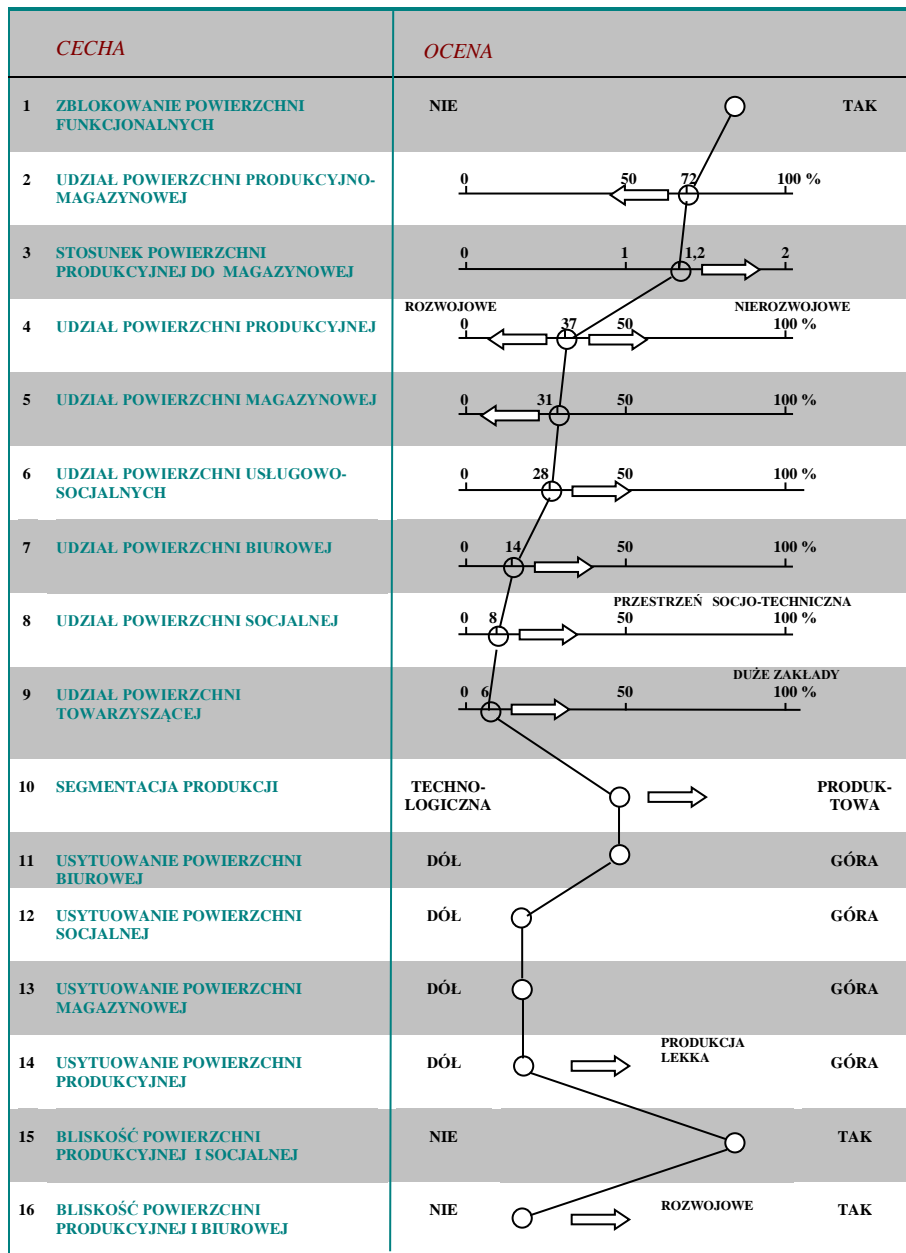 CECHA OCENA
1 ZBLOKOWANIE POWIERZCHNI NIE TAK
FUNKCJONALNYCH
2 UDZIAŁ POWIERZCHNI PRODUKCYJNO- 0 50 72 100 %
MAGAZYNOWEJ
3 STOSUNEK POWIERZCHNI 0 1 1,2 2
PRODUKCYJNEJ DO MAGAZYNOWEJ
ROZWOJOWE NIEROZWOJOWE
4 UDZIAŁ POWIERZCHNI PRODUKCYJNEJ 0 37 50 100 %
5 UDZIAŁ POWIERZCHNI MAGAZYNOWEJ 0 31 50 100 %
6 UDZIAŁ POWIERZCHNI USŁUGOWO- 0 28 50 100 %
SOCJALNYCH
7 UDZIAŁ POWIERZCHNI BIUROWEJ 0 14 50 100 %
PRZESTRZEŃ SOCJO-TECHNICZNA
8 UDZIAŁ POWIERZCHNI SOCJALNEJ 0 8 50 100 %
DUŻE ZAKŁADY
9 UDZIAŁ POWIERZCHNI 0 6 50 100 %
TOWARZYSZĄCEJ
10 SEGMENTACJA PRODUKCJI TECHNO- PRODUK-
LOGICZNA TOWA
11 USYTUOWANIE POWIERZCHNI DÓŁ GÓRA
BIUROWEJ
12 USYTUOWANIE POWIERZCHNI DÓŁ GÓRA
SOCJALNEJ
13 USYTUOWANIE POWIERZCHNI DÓŁ GÓRA
MAGAZYNOWEJ
PRODUKCJA
LEKKA
14 USYTUOWANIE POWIERZCHNI DÓŁ GÓRA
PRODUKCYJNEJ
15 BLISKOŚĆ POWIERZCHNI NIE TAK
PRODUKCYJNEJ I SOCJALNEJ
16 BLISKOŚĆ POWIERZCHNI NIE ROZWOJOWE TAK
PRODUKCYJNEJ I BIUROWEJ